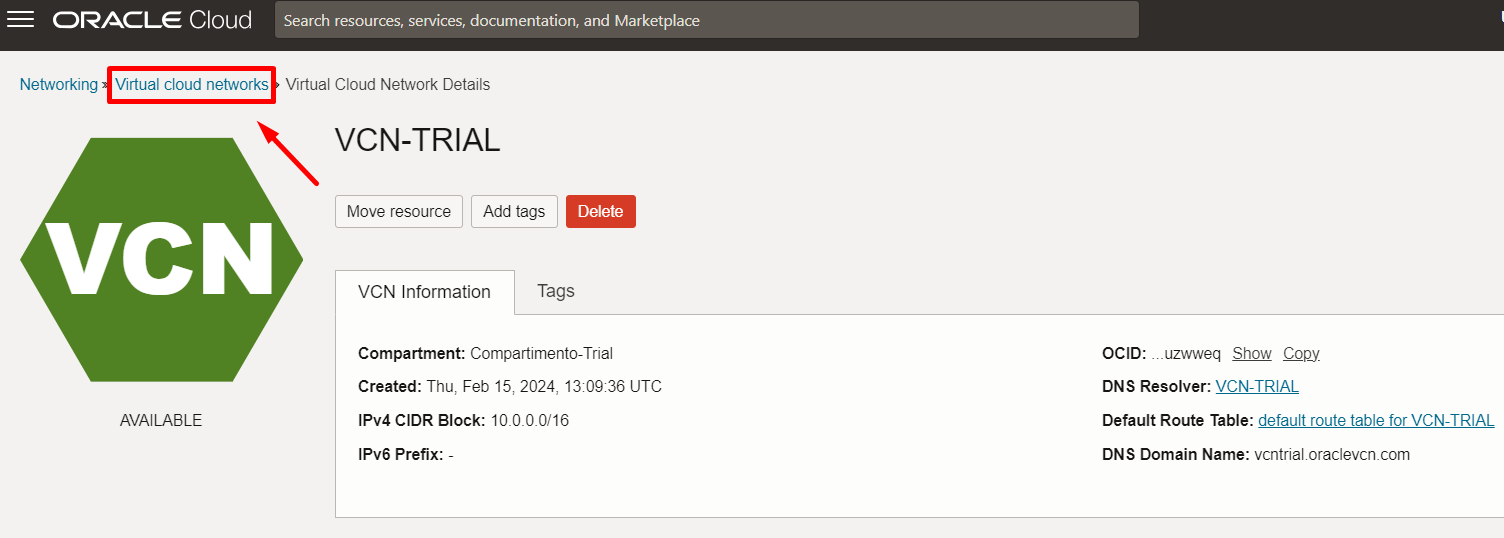 ORACLE Cloud
Search resources, services, documentation, and Marketplace
Networking » Virtual cloud networks » Virtual Cloud Network Details
VCN-TRIAL
Move resource Add tags Delete
VCN
VCN Information Tags
Compartment: Compartimento-Trial
Created: Thu, Feb 15, 2024, 13:09:36 UTC
IPv4 CIDR Block: 10.0.0.0/16
IPv6 Prefix: -
OCID: ...uzwweq Show Copy
DNS Resolver: VCN-TRIAL
Default Route Table: default route table for VCN-TRIAL
DNS Domain Name: vcntrial.oraclevcn.com
AVAILABLE